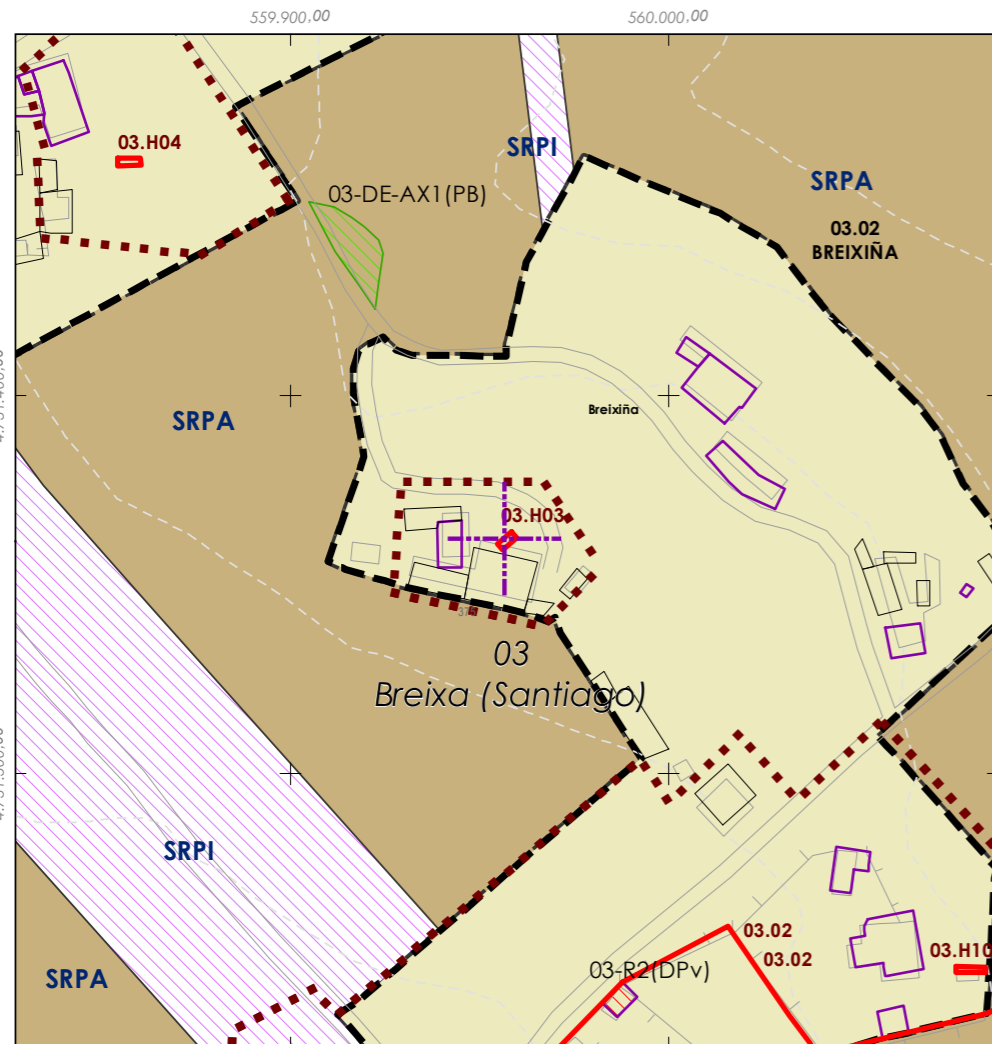 559.900,00
560.000,00
03.H04
SRPI
SRPA
03-DE-AX1(PB)
03.02
BREIXIÑA
SRPA
Breixiña
03.H03
03
Breixa (Santiago)
SRPI
03.02
03.02
03.H10
03-R2(DPv)
SRPA